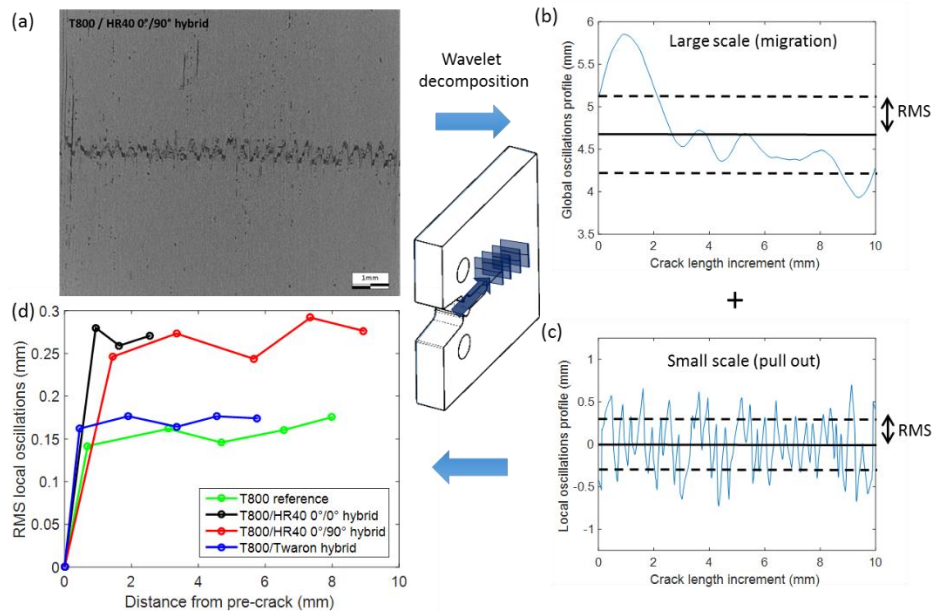 (a)
T800 / HR40 0°/90° hybrid
1mm
Wavelet
decomposition
(b)
Large scale (migration)
Global oscillations profile (mm)
6
5.5
5
4.5
4
3.5
0 2 4 6 8 10
Crack length increment (mm)
RMS
+
(c)
Small scale (pull out)
Local oscillations profile (mm)
1
0.5
0
-0.5
-1
0 2 4 6 8 10
Crack length increment (mm)
RMS
(d)
RMS local oscillations (mm)
0.3
0.25
0.2
0.15
0.1
0.05
0
0 2 4 6 8 10
Distance from pre-crack (mm)
T800 reference
T800/HR40 0°/0° hybrid
T800/HR40 0°/90° hybrid
T800/Twaron hybrid